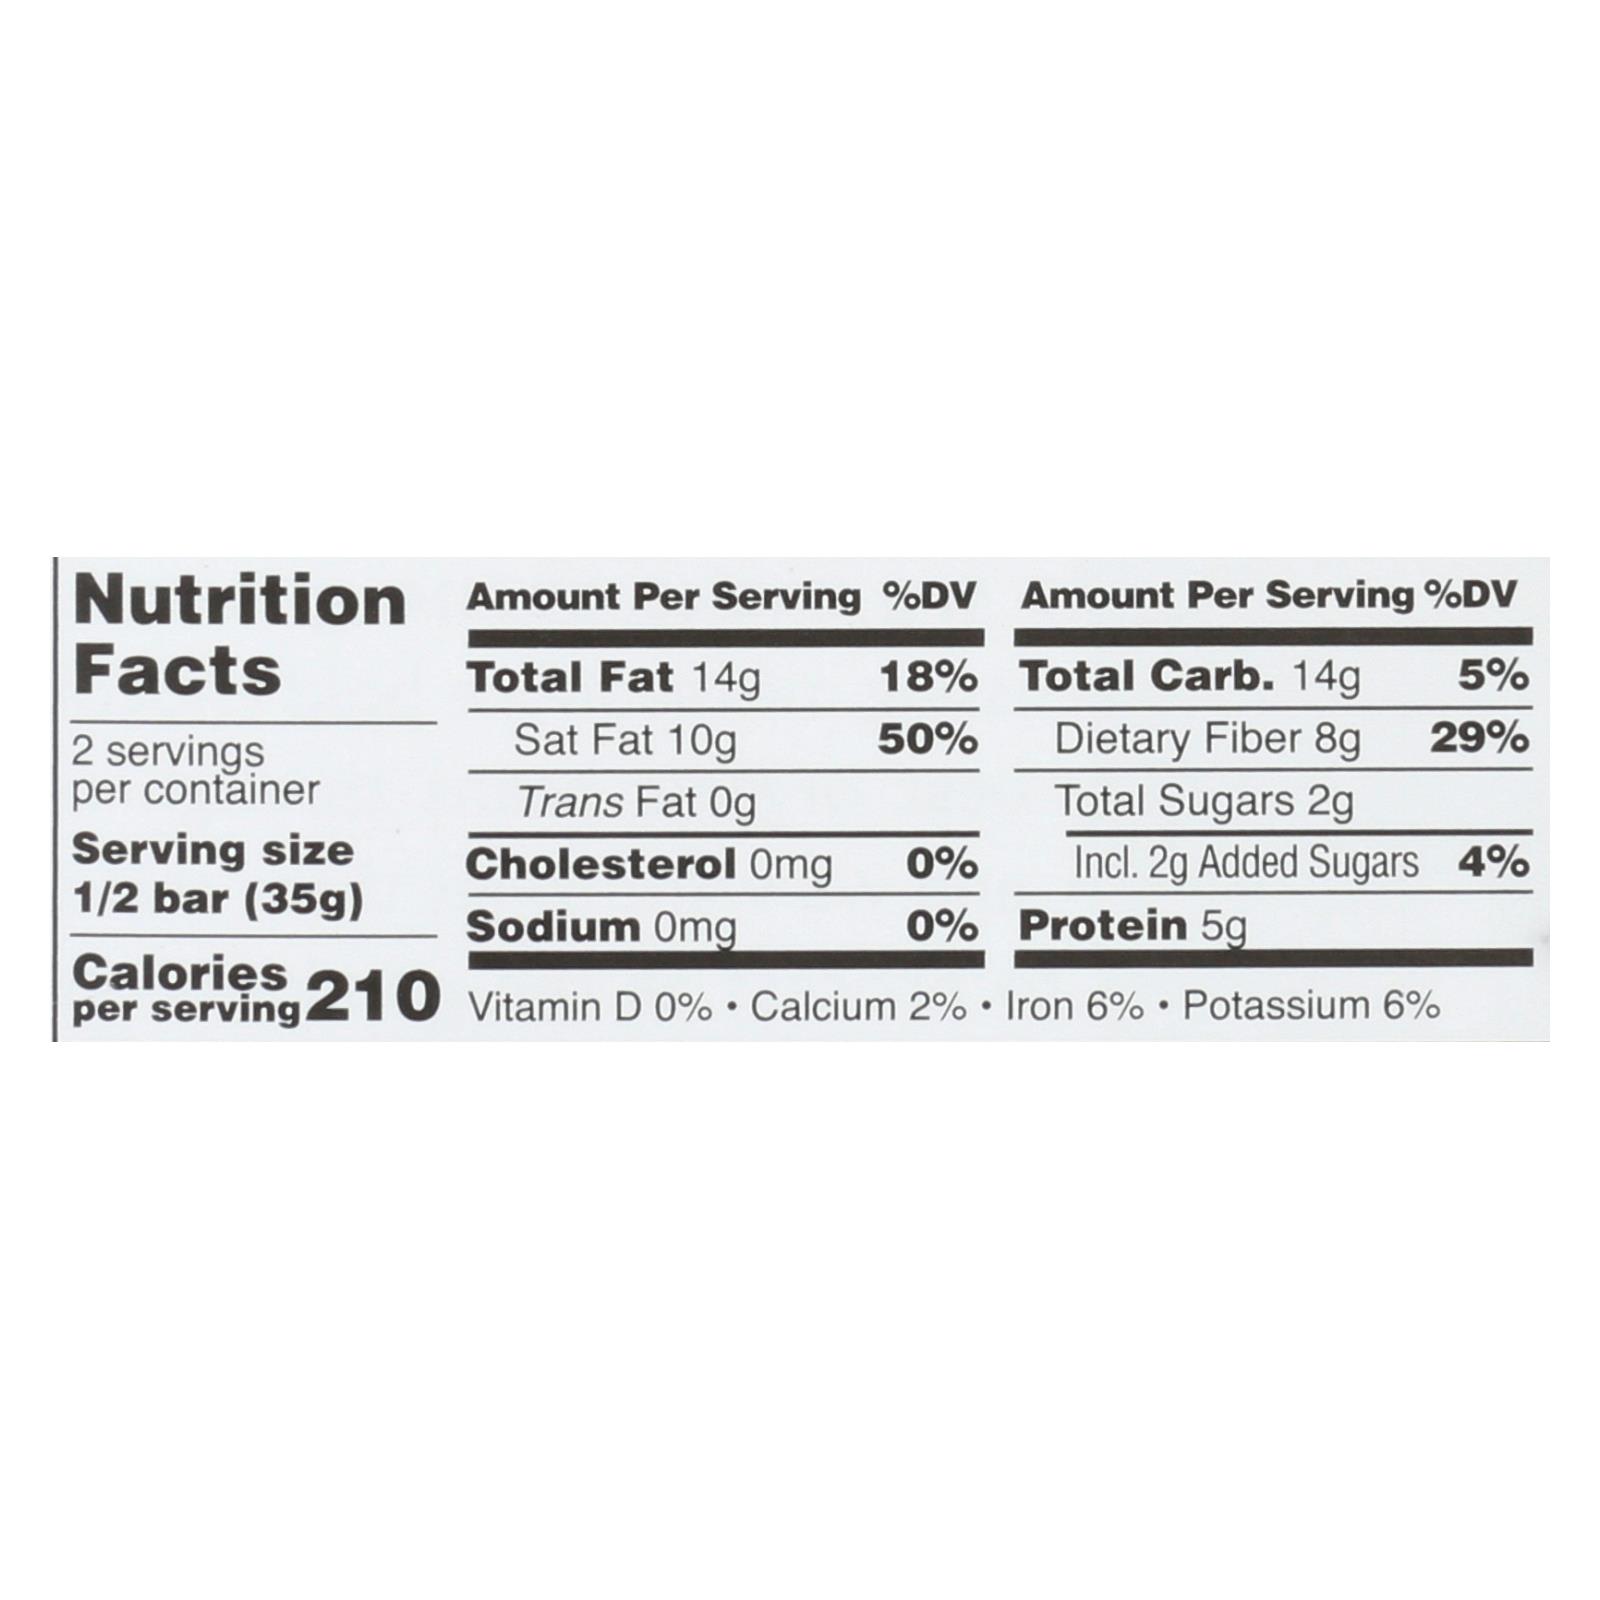 Nutrition
Facts
2 servings
per container
Serving size
1/2 bar (35g)
Calories
per serving 210
Amount Per Serving %DV
Total Fat 14g 18%
Sat Fat 10g 50%
Trans Fat 0g
Cholesterol 0mg 0%
Sodium 0mg 0%
Amount Per Serving %DV
Total Carb. 14g 5%
Dietary Fiber 8g 29%
Total Sugars 2g
Incl. 2g Added Sugars 4%
Protein 5g
Vitamin D 0% • Calcium 2% • Iron 6% • Potassium 6%